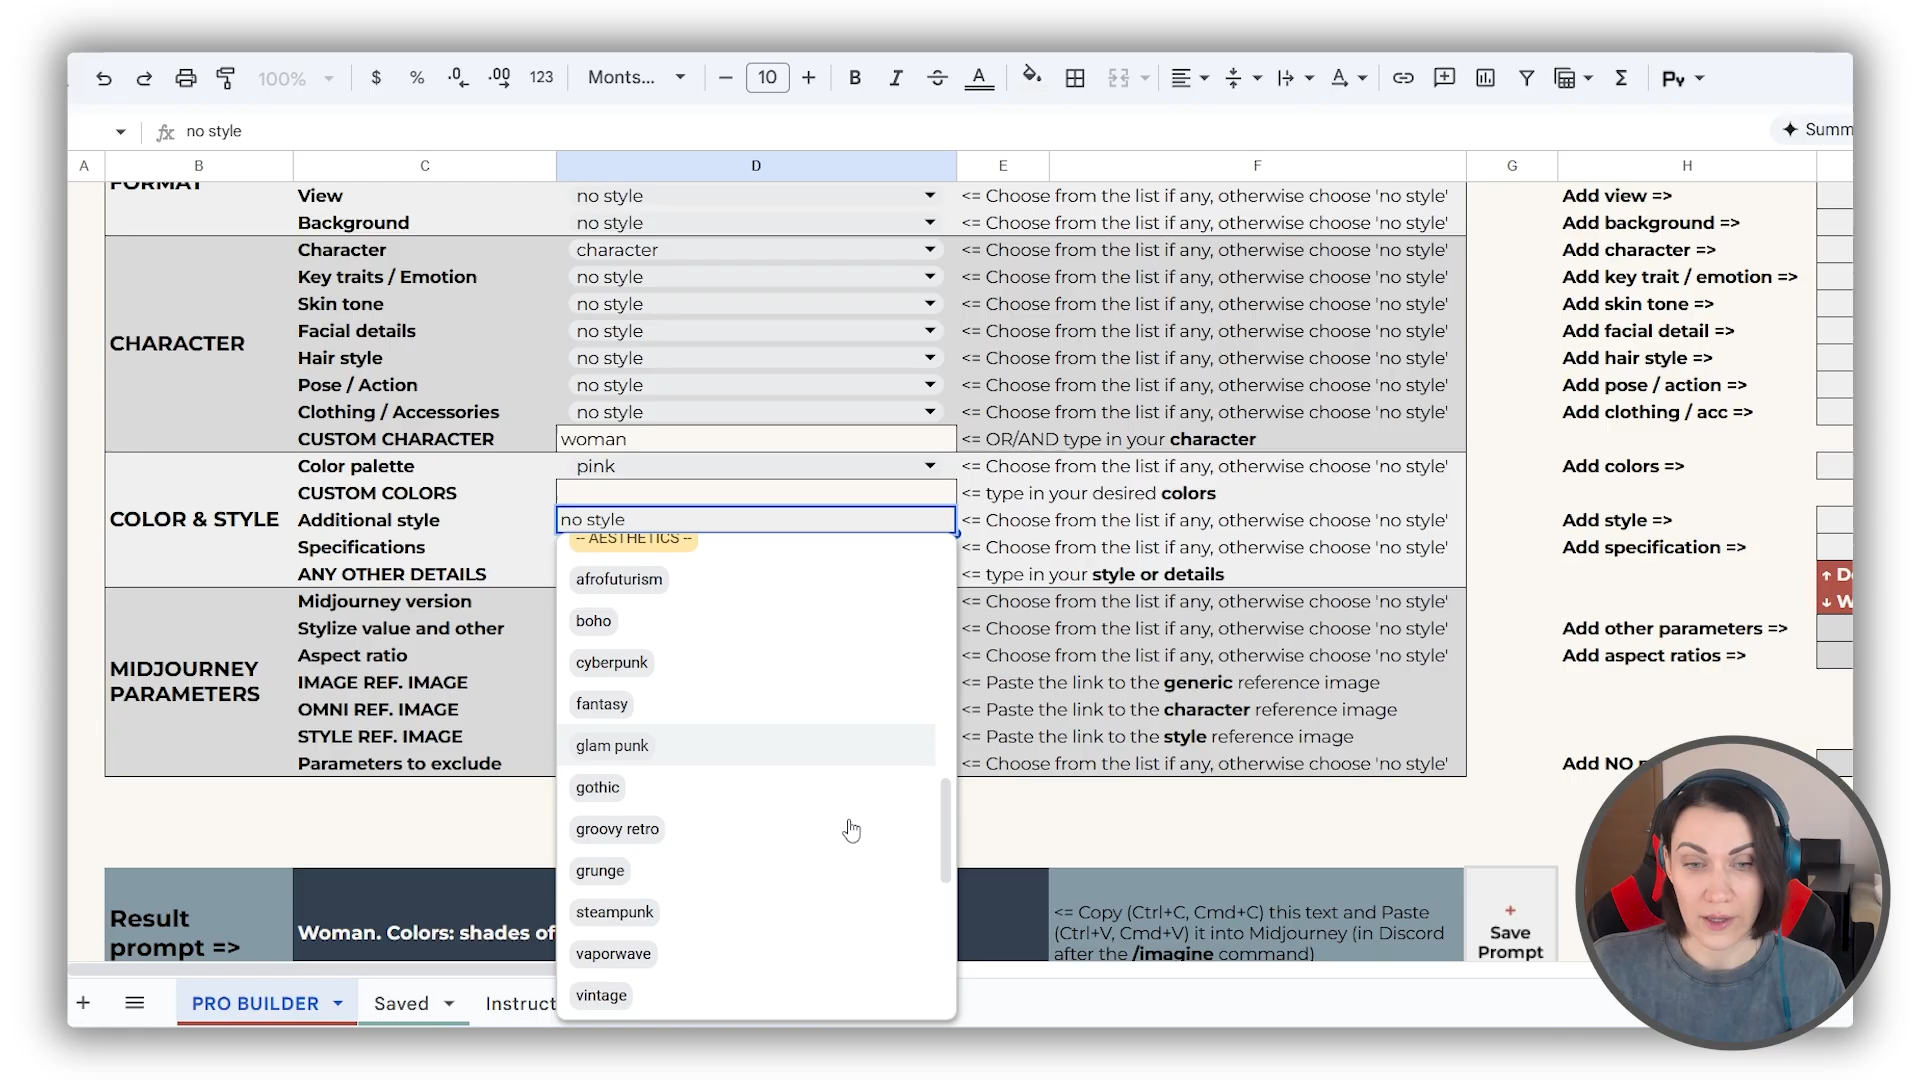 100%
$ % .0 .00 123 Monts... 10 B I A Σ Py
fx no style
Summ
A B C D E F G H
FORMAT
View no style <= Choose from the list if any, otherwise choose 'no style' Add view =>
Background no style <= Choose from the list if any, otherwise choose 'no style' Add background =>
Character character <= Choose from the list if any, otherwise choose 'no style' Add character =>
Key traits / Emotion no style <= Choose from the list if any, otherwise choose 'no style' Add key trait / emotion =>
Skin tone no style <= Choose from the list if any, otherwise choose 'no style' Add skin tone =>
Facial details no style <= Choose from the list if any, otherwise choose 'no style' Add facial detail =>
CHARACTER
Hair style no style <= Choose from the list if any, otherwise choose 'no style' Add hair style =>
Pose / Action no style <= Choose from the list if any, otherwise choose 'no style' Add pose / action =>
Clothing / Accessories no style <= Choose from the list if any, otherwise choose 'no style' Add clothing / acc =>
CUSTOM CHARACTER woman <= OR/AND type in your character
Color palette pink <= Choose from the list if any, otherwise choose 'no style' Add colors =>
CUSTOM COLORS <= type in your desired colors
COLOR & STYLE Additional style no style <= Choose from the list if any, otherwise choose 'no style' Add style =>
Specifications <= Choose from the list if any, otherwise choose 'no style' Add specification =>
ANY OTHER DETAILS <= type in your style or details ↑ D
Midjourney version <= Choose from the list if any, otherwise choose 'no style' ↓ W
Stylize value and other <= Choose from the list if any, otherwise choose 'no style' Add other parameters =>
Aspect ratio <= Choose from the list if any, otherwise choose 'no style' Add aspect ratios =>
MIDJOURNEY
PARAMETERS
IMAGE REF. IMAGE <= Paste the link to the generic reference image
OMNI REF. IMAGE <= Paste the link to the character reference image
STYLE REF. IMAGE <= Paste the link to the style reference image
Parameters to exclude <= Choose from the list if any, otherwise choose 'no style' Add NO
-- AESTHETICS --
afrofuturism
boho
cyberpunk
fantasy
glam punk
gothic
groovy retro
grunge
steampunk
vaporwave
vintage
Result
prompt =>
Woman. Colors: shades of
<= Copy (Ctrl+C, Cmd+C) this text and Paste
(Ctrl+V, Cmd+V) it into Midjourney (in Discord
after the /imagine command)
+
Save
Prompt
+ PRO BUILDER Saved Instruct